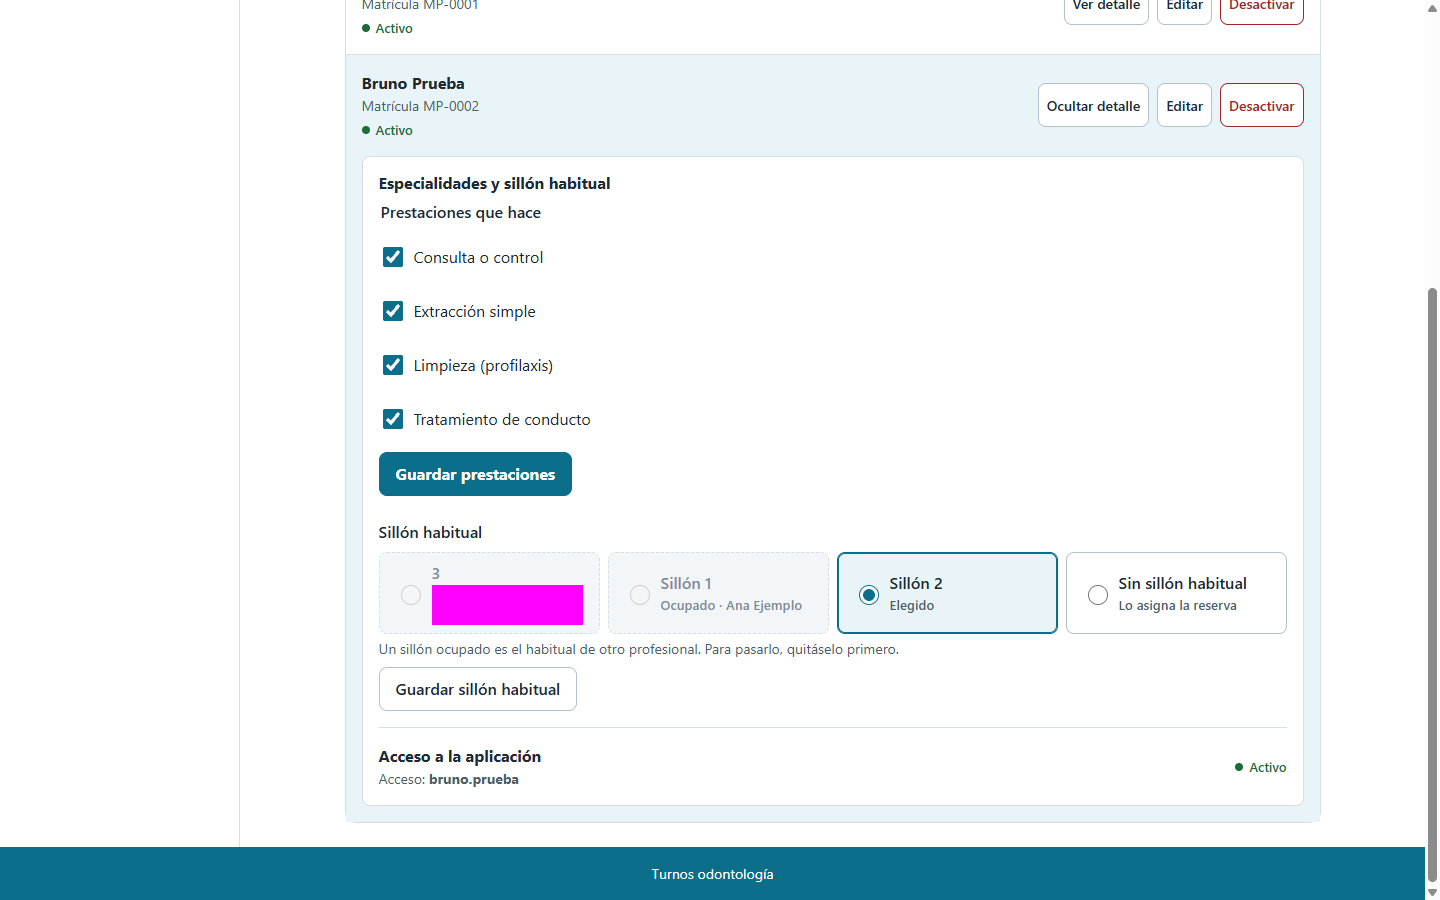 Matrícula MP-0001
Activo
Ver detalle
Editar
Desactivar
Bruno Prueba
Matrícula MP-0002
Activo
Ocultar detalle
Editar
Desactivar
Especialidades y sillón habitual
Prestaciones que hace
Consulta o control
Extracción simple
Limpieza (profilaxis)
Tratamiento de conducto
Guardar prestaciones
Sillón habitual
3
Sillón 1
Ocupado · Ana Ejemplo
Sillón 2
Elegido
Sin sillón habitual
Lo asigna la reserva
Un sillón ocupado es el habitual de otro profesional. Para pasarlo, quitáselo primero.
Guardar sillón habitual
Acceso a la aplicación
Acceso: bruno.prueba
Activo
Turnos odontología